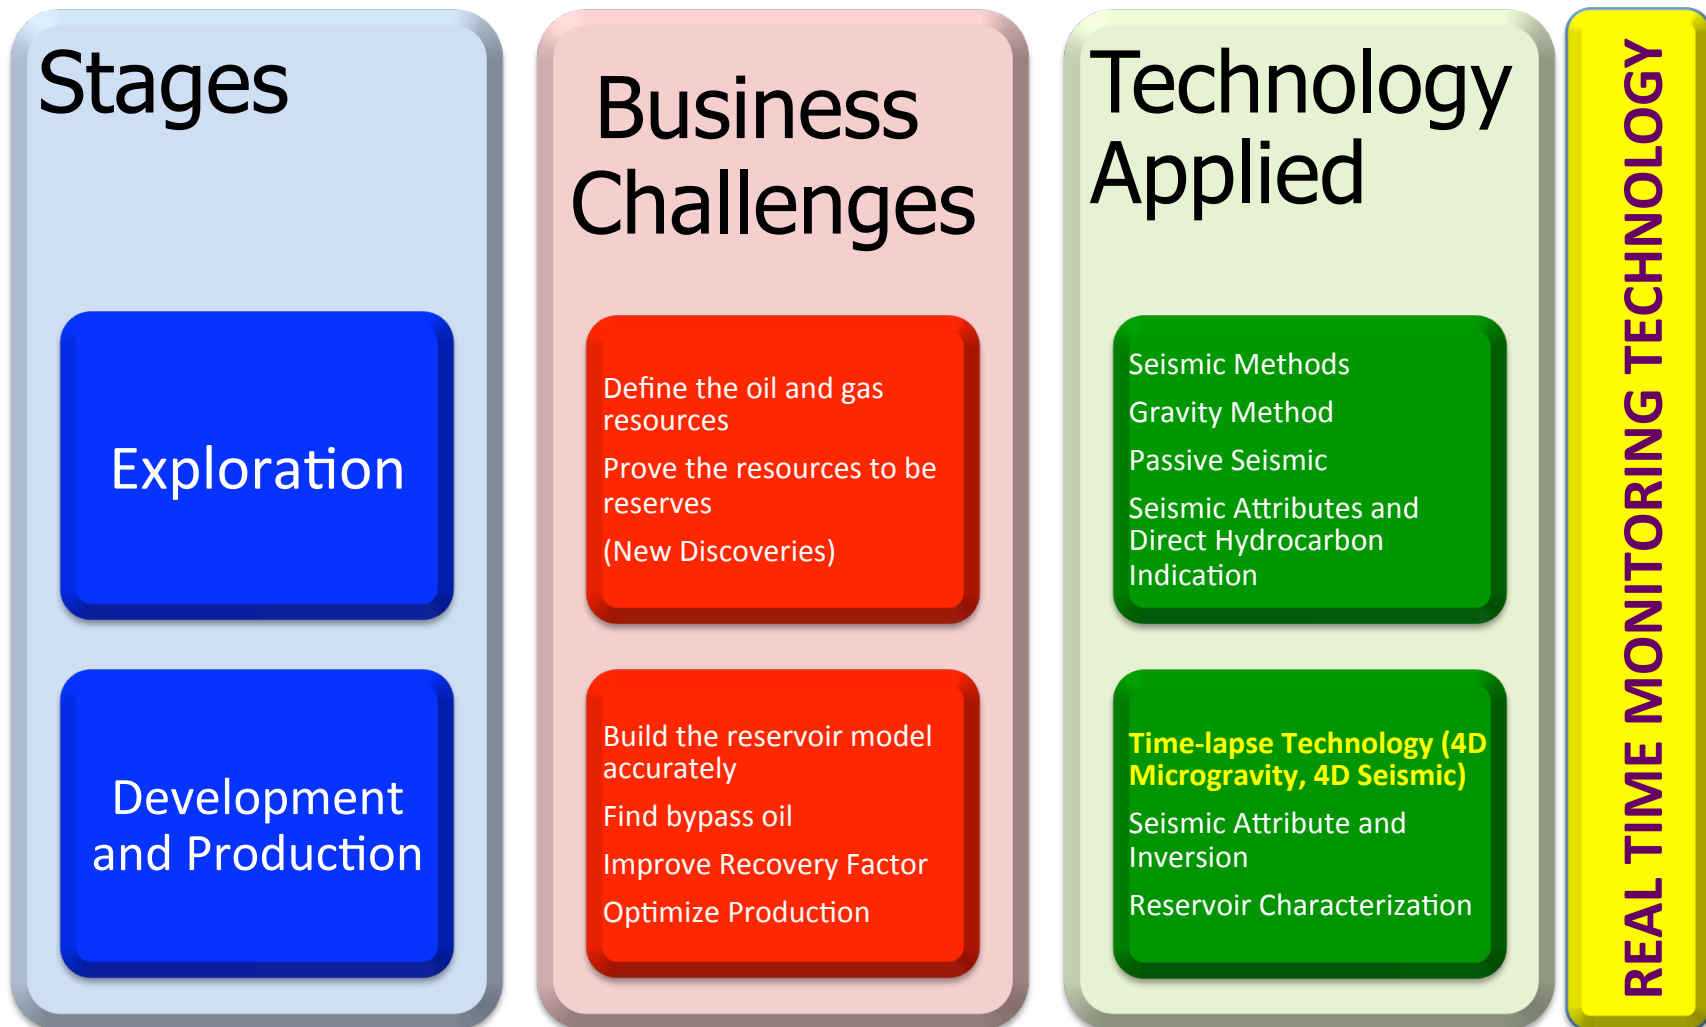 Stages
Business
Challenges
Technology
Applied
Exploration
Define the oil and gas
resources
Prove the resources to be
reserves
(New Discoveries)
Seismic Methods
Gravity Method
Passive Seismic
Seismic Attributes and
Direct Hydrocarbon
Indication
Development
and Production
Build the reservoir model
accurately
Find bypass oil
Improve Recovery Factor
Optimize Production
Time-lapse Technology (4D
Microgravity, 4D Seismic)
Seismic Attribute and
Inversion
Reservoir Characterization
REAL TIME MONITORING TECHNOLOGY